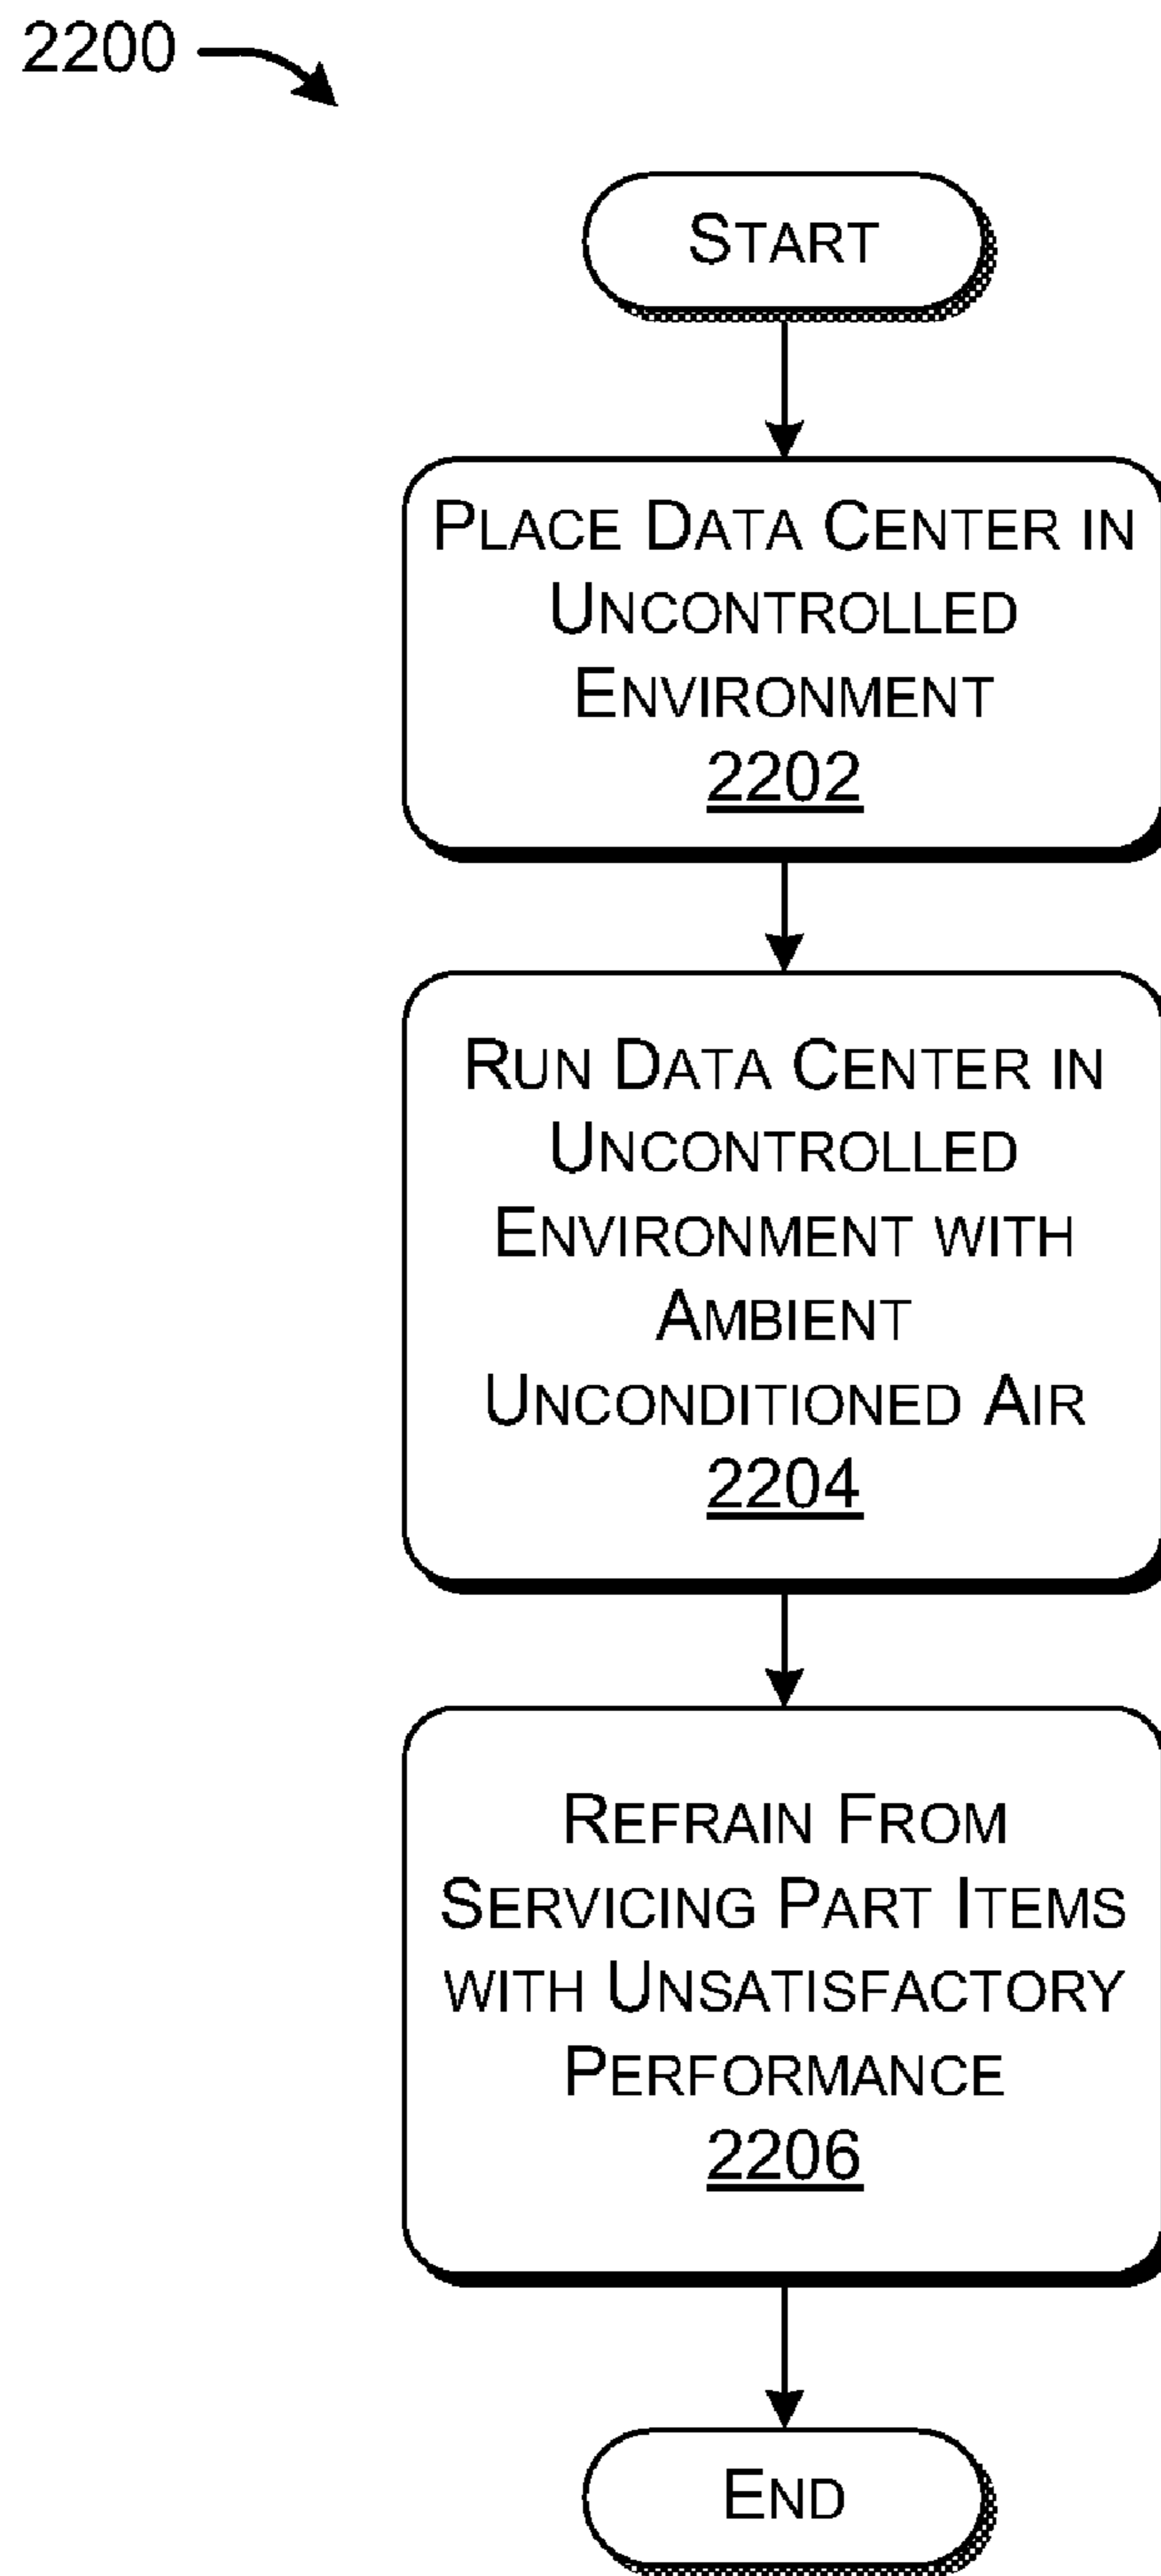 2200
START
PLACE DATA CENTER IN
UNCONTROLLED
ENVIRONMENT
2202
RUN DATA CENTER IN
UNCONTROLLED
ENVIRONMENT WITH
AMBIENT
UNCONDITIONED AIR
2204
REFRAIN FROM
SERVICING PART ITEMS
WITH UNSATISFACTORY
PERFORMANCE
2206
END